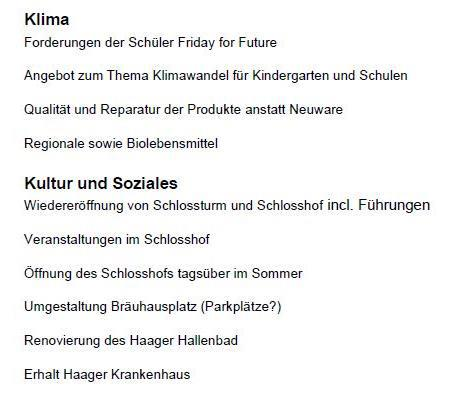 Klima
Forderungen der Schüler Friday for Future
Angebot zum Thema Klimawandel für Kindergarten und Schulen
Qualität und Reparatur der Produkte anstatt Neuware
Regionale sowie Biolebensmittel
Kultur und Soziales
Wiedereröffnung von Schlossturm und Schlosshof incl. Führungen
Veranstaltungen im Schlosshof
Öffnung des Schlosshofs tagsüber im Sommer
Umgestaltung Bräuhausplatz (Parkplätze?)
Renovierung des Haager Hallenbad
Erhalt Haager Krankenhaus